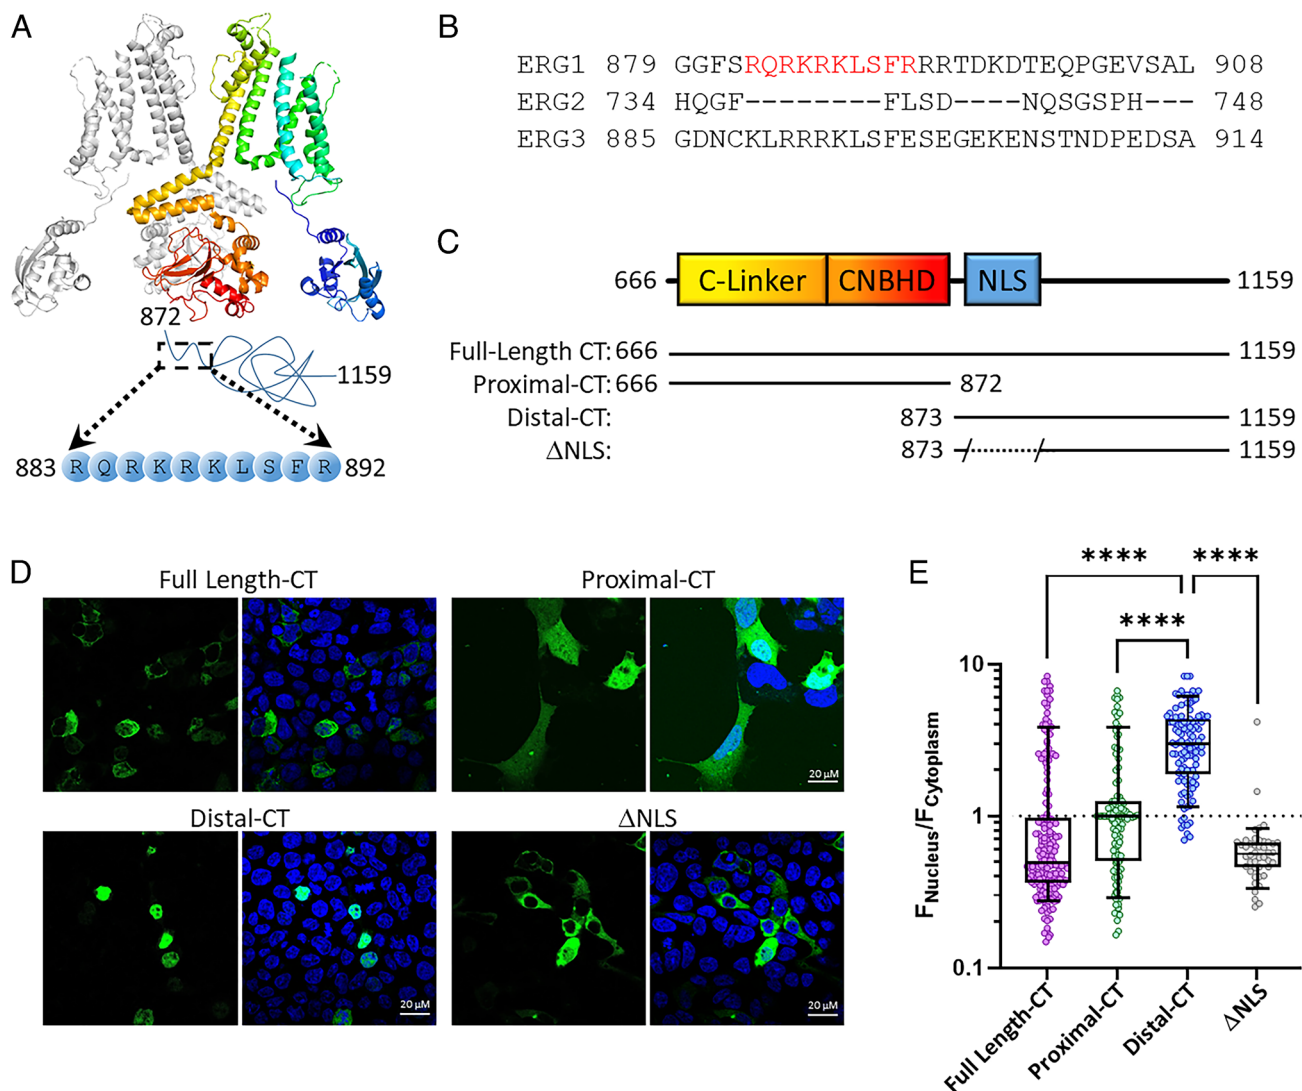 A
872
1159
883 R Q R K R K L S F R 892
B
ERG1 879 GGFSRQRKRKLSFRRRTDKDTEQPGEVSAL 908
ERG2 734 HQGF--------FLSD----NQSGSPH--- 748
ERG3 885 GDNCKLRRRKLSFESEGEKENSTNDPEDSA 914
C
666 C-Linker CNBHD NLS 1159
Full-Length CT: 666 1159
Proximal-CT: 666 872
Distal-CT: 873 1159
ΔNLS: 873 1159
D
Full Length-CT
Proximal-CT
20 μM
Distal-CT
ΔNLS
20 μM
20 μM
E
**** ****
****
10
1
0.1
FNucleus/FCytoplasm
Full Length-CT
Proximal-CT
Distal-CT
ΔNLS